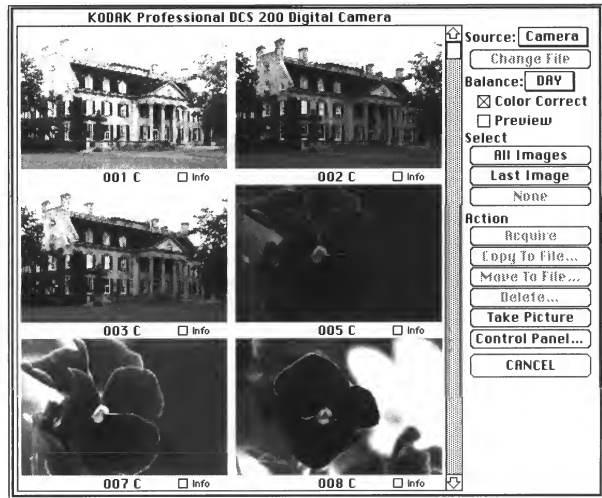 KODAK Professional DCS 200 Digital Camera
001 C Info
002 C Info
003 C Info
005 C Info
007 C Info
008 C Info
Source: Camera
Change File
Balance: DAY
Color Correct
Preview
Select
All Images
Last Image
None
Action
Acquire
Copy To File...
Move To File...
Delete...
Take Picture
Control Panel...
CANCEL